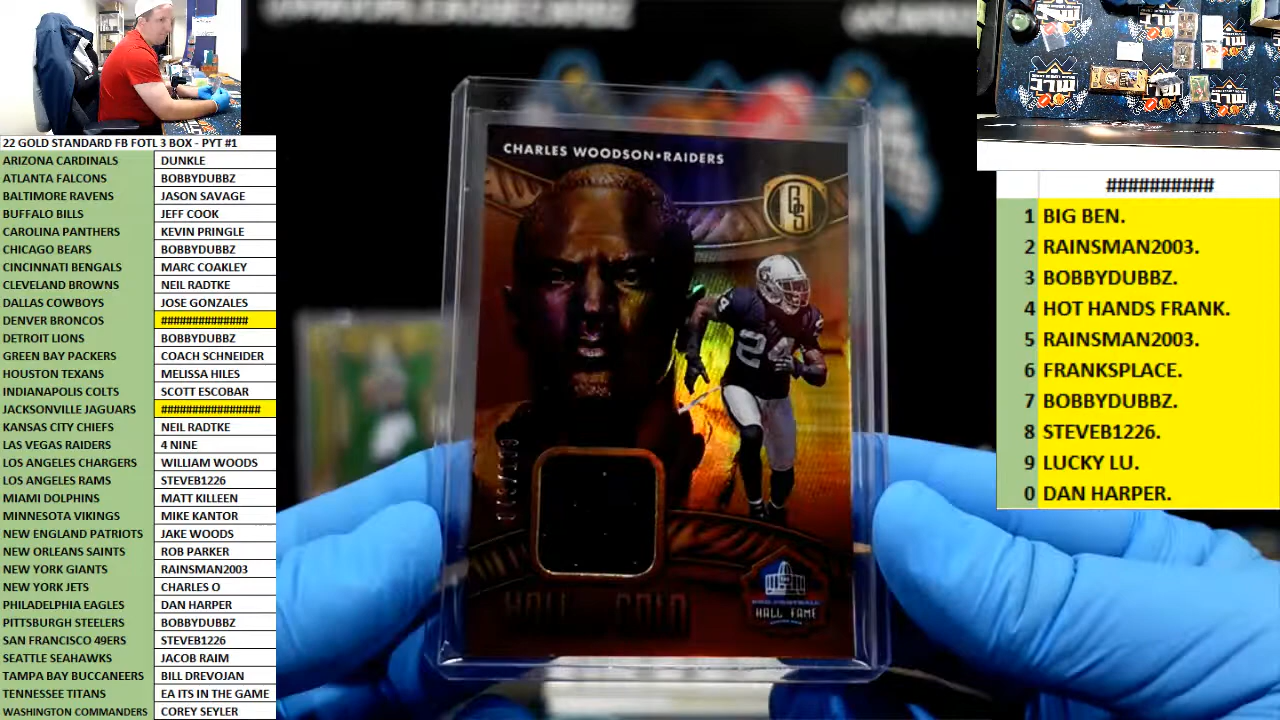 22 GOLD STANDARD FB FOTL 3 BOX - PYT #1
ARIZONA CARDINALS DUNKLE
ATLANTA FALCONS BOBBYDUBBZ
BALTIMORE RAVENS JASON SAVAGE
BUFFALO BILLS JEFF COOK
CAROLINA PANTHERS KEVIN PRINGLE
CHICAGO BEARS BOBBYDUBBZ
CINCINNATI BENGALS MARC COAKLEY
CLEVELAND BROWNS NEIL RADTKE
DALLAS COWBOYS JOSE GONZALES
DENVER BRONCOS ##############
DETROIT LIONS BOBBYDUBBZ
GREEN BAY PACKERS COACH SCHNEIDER
HOUSTON TEXANS MELISSA HILES
INDIANAPOLIS COLTS SCOTT ESCOBAR
JACKSONVILLE JAGUARS ################
KANSAS CITY CHIEFS NEIL RADTKE
LAS VEGAS RAIDERS 4 NINE
LOS ANGELES CHARGERS WILLIAM WOODS
LOS ANGELES RAMS STEVEB1226
MIAMI DOLPHINS MATT KILLEEN
MINNESOTA VIKINGS MIKE KANTOR
NEW ENGLAND PATRIOTS JAKE WOODS
NEW ORLEANS SAINTS ROB PARKER
NEW YORK GIANTS RAINSMAN2003
NEW YORK JETS CHARLES O
PHILADELPHIA EAGLES DAN HARPER
PITTSBURGH STEELERS BOBBYDUBBZ
SAN FRANCISCO 49ERS STEVEB1226
SEATTLE SEAHAWKS JACOB RAIM
TAMPA BAY BUCCANEERS BILL DREVOJAN
TENNESSEE TITANS EA ITS IN THE GAME
WASHINGTON COMMANDERS COREY SEYLER
CHARLES WOODSON•RAIDERS
GS
24
PRO FOOTBALL
HALL FAME
##########
1 BIG BEN.
2 RAINSMAN2003.
3 BOBBYDUBBZ.
4 HOT HANDS FRANK.
5 RAINSMAN2003.
6 FRANKSPLACE.
7 BOBBYDUBBZ.
8 STEVEB1226.
9 LUCKY LU.
0 DAN HARPER.